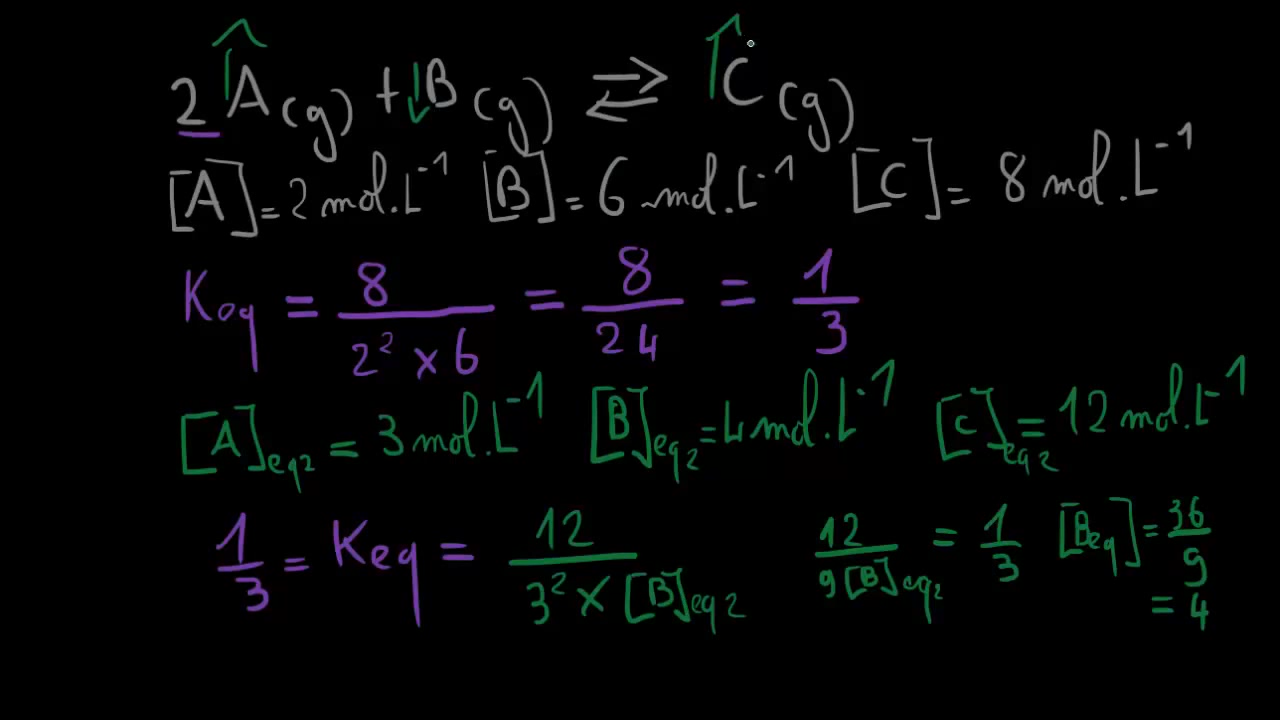 2 A(g) + B(g) ⇌ C(g)
[A] = 2 mol.L⁻¹ [B] = 6 mol.L⁻¹ [C] = 8 mol.L⁻¹
Keq = 8 / (2² × 6) = 8 / 24 = 1 / 3
[A]eq2 = 3 mol.L⁻¹ [B]eq2 = 4 mol.L⁻¹ [C]eq2 = 12 mol.L⁻¹
1 / 3 = Keq = 12 / (3² × [B]eq2) 12 / (9[B]eq2) = 1 / 3 [Beq] = 36 / 9
= 4